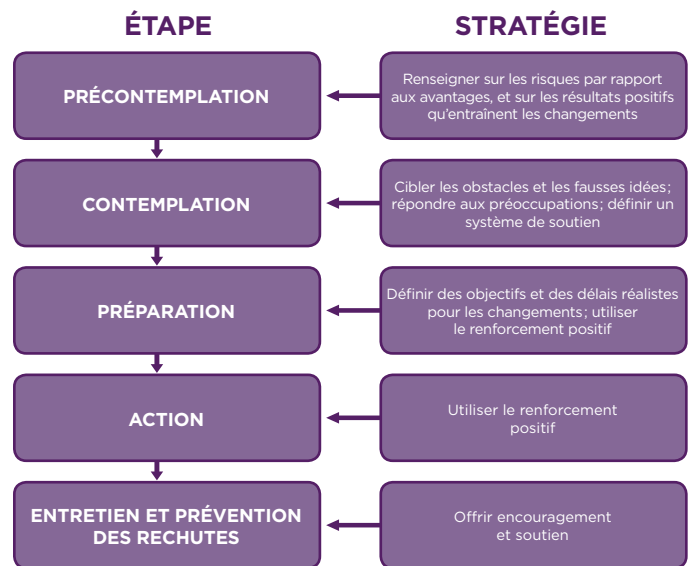 ÉTAPE
STRATÉGIE
PRÉCONTEMPLATION
Renseigner sur les risques par rapport
aux avantages, et sur les résultats positifs
qu'entraînent les changements
CONTEMPLATION
Cibler les obstacles et les fausses idées;
répondre aux préoccupations; définir un
système de soutien
PRÉPARATION
Définir des objectifs et des délais réalistes
pour les changements; utiliser
le renforcement positif
ACTION
Utiliser le renforcement
positif
ENTRETIEN ET PRÉVENTION
DES RECHUTES
Offrir encouragement
et soutien